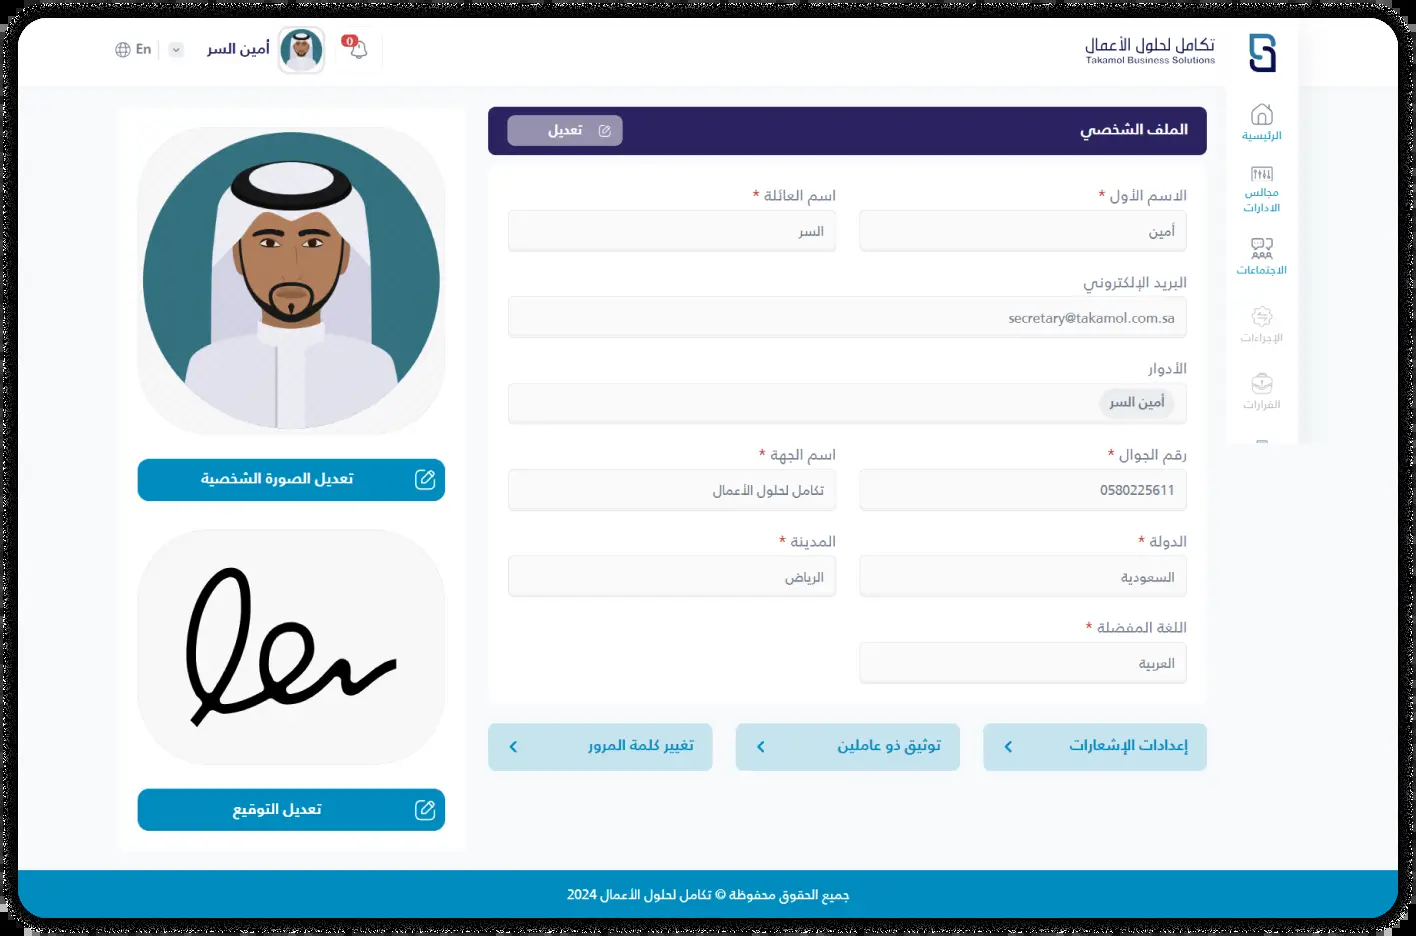 تكامل لحلول الأعمال
Takamol Business Solutions
0
أمين السر
En
الرئيسية
مجالس
الادارات
الاجتماعات
الإجراءات
القرارات
الملف الشخصي
تعديل
الاسم الأول *
اسم العائلة *
أمين
السر
البريد الإلكتروني
secretary@takamol.com.sa
الأدوار
أمين السر
رقم الجوال *
اسم الجهة *
0580225611
تكامل لحلول الأعمال
الدولة *
المدينة *
السعودية
الرياض
اللغة المفضلة *
العربية
إعدادات الإشعارات
توثيق ذو عاملين
تغيير كلمة المرور
تعديل الصورة الشخصية
تعديل التوقيع
جميع الحقوق محفوظة © تكامل لحلول الأعمال 2024